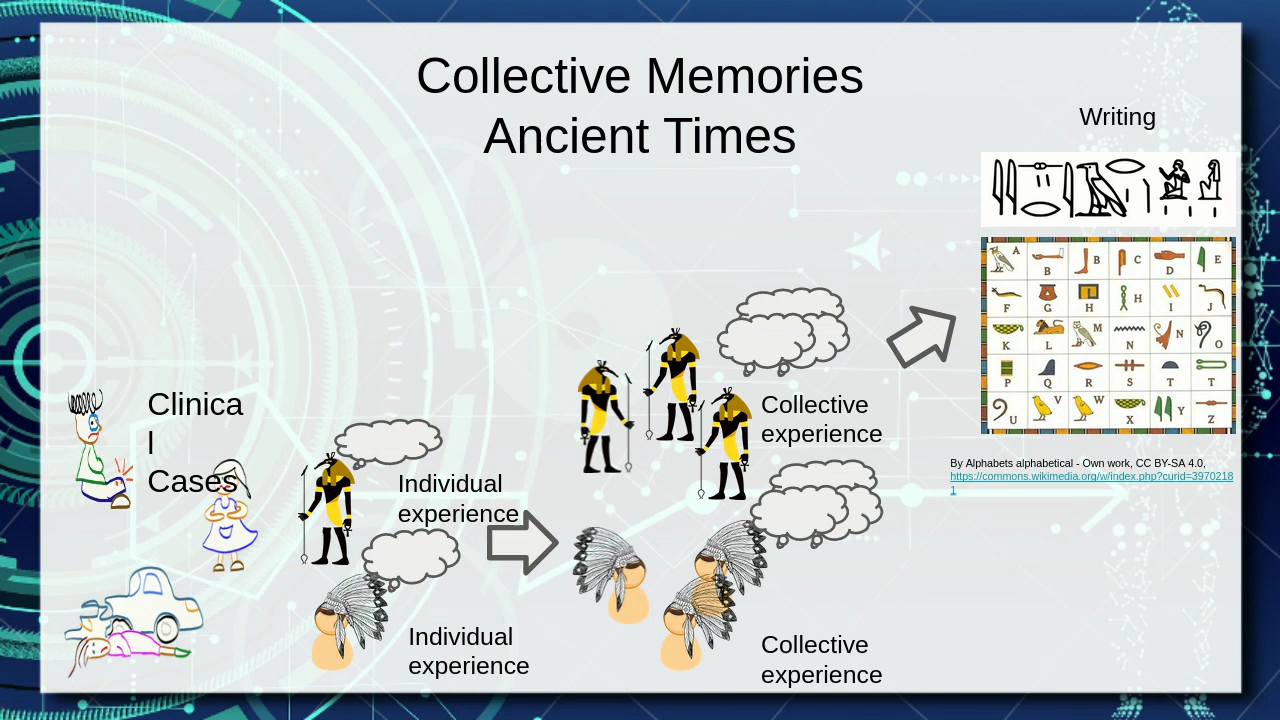 Collective Memories
Ancient Times
Writing
A
B
B
C
D
E
F
G
H
H
I
J
K
L
M
N
N
O
P
Q
R
S
T
T
U
V
W
X
Y
Z
By Alphabets alphabetical - Own work, CC BY-SA 4.0,
https://commons.wikimedia.org/w/index.php?curid=3970218
1
Clinica
l
Cases
Individual
experience
Collective
experience
Individual
experience
Collective
experience